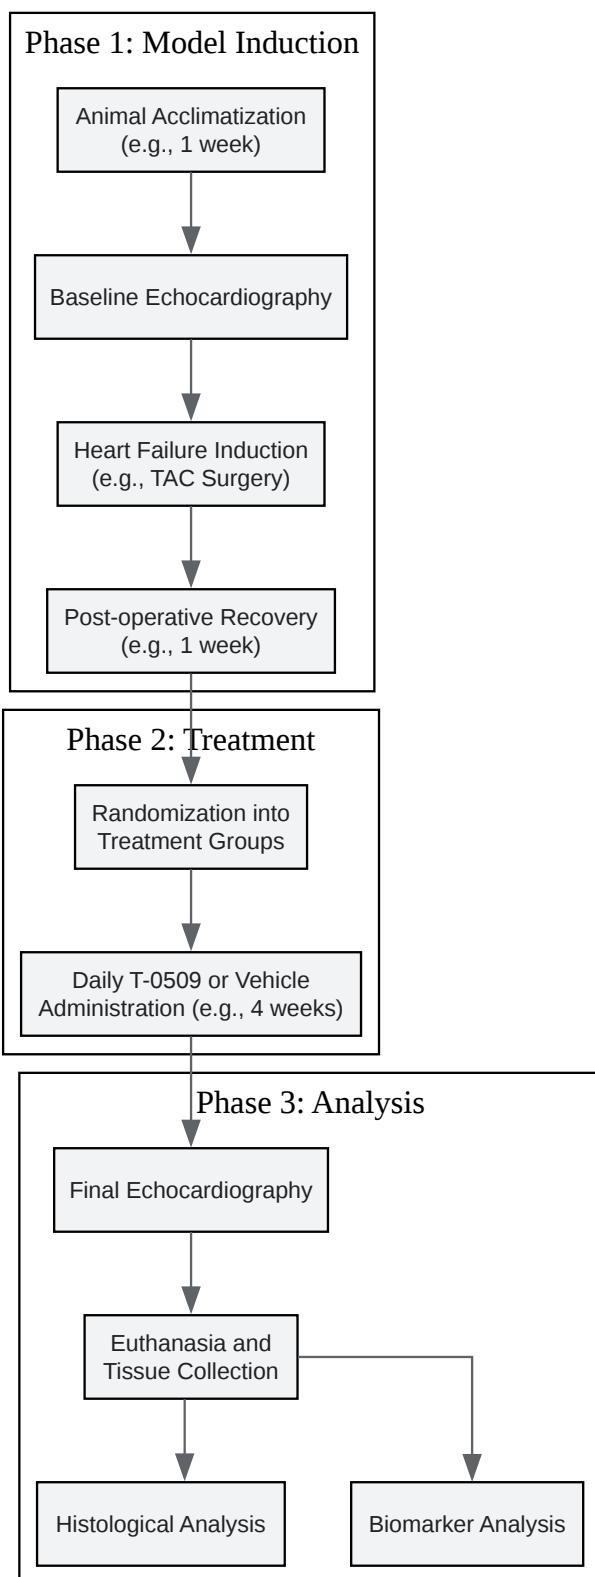 Phase 1: Model Induction
Animal Acclimatization
(e.g., 1 week)
Baseline Echocardiography
Heart Failure Induction
(e.g., TAC Surgery)
Post-operative Recovery
(e.g., 1 week)
Phase 2: Treatment
Randomization into
Treatment Groups
Daily T-0509 or Vehicle
Administration (e.g., 4 weeks)
Phase 3: Analysis
Final Echocardiography
Euthanasia and
Tissue Collection
Histological Analysis
Biomarker Analysis